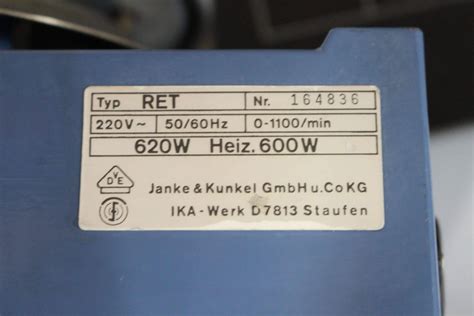 Typ RET Nr. 164836
220V~ 50/60Hz 0-1100/min
620W Heiz. 600W
VDE
Janke & Kunkel GmbH u. Co KG
IKA-Werk D7813 Staufen